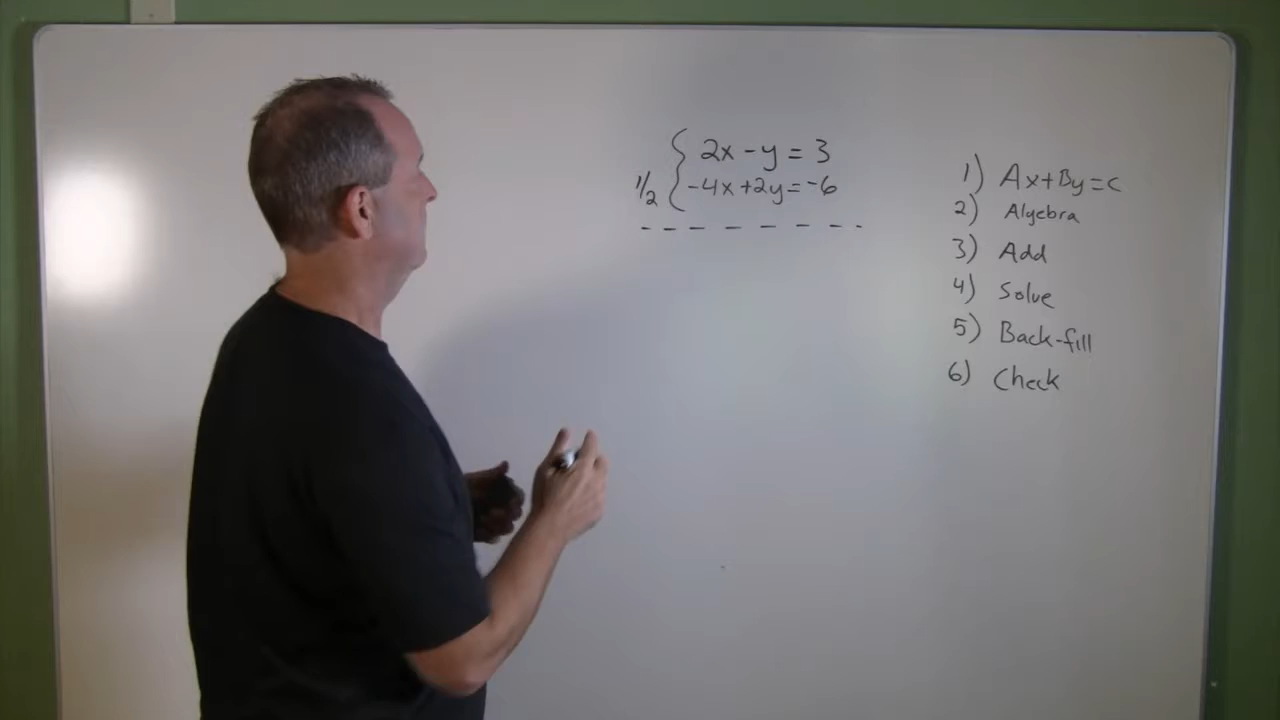 2x - y = 3
1/2 -4x + 2y = -6
1) Ax + By = C
2) Algebra
3) Add
4) Solve
5) Back-fill
6) Check